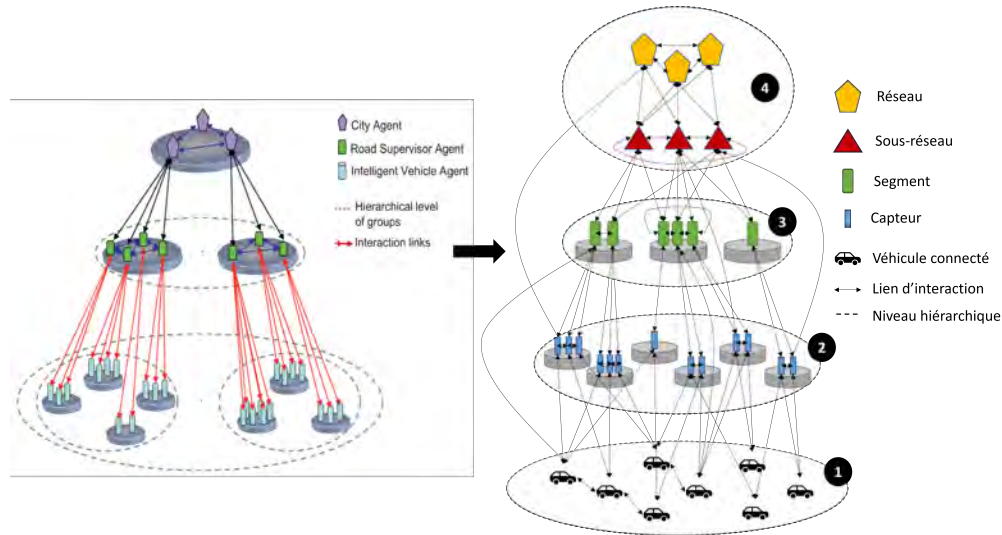 City Agent
Road Supervisor Agent
Intelligent Vehicle Agent
Hierarchical level
of groups
Interaction links
4
3
2
1
Réseau
Sous-réseau
Segment
Capteur
Véhicule connecté
Lien d'interaction
Niveau hiérarchique